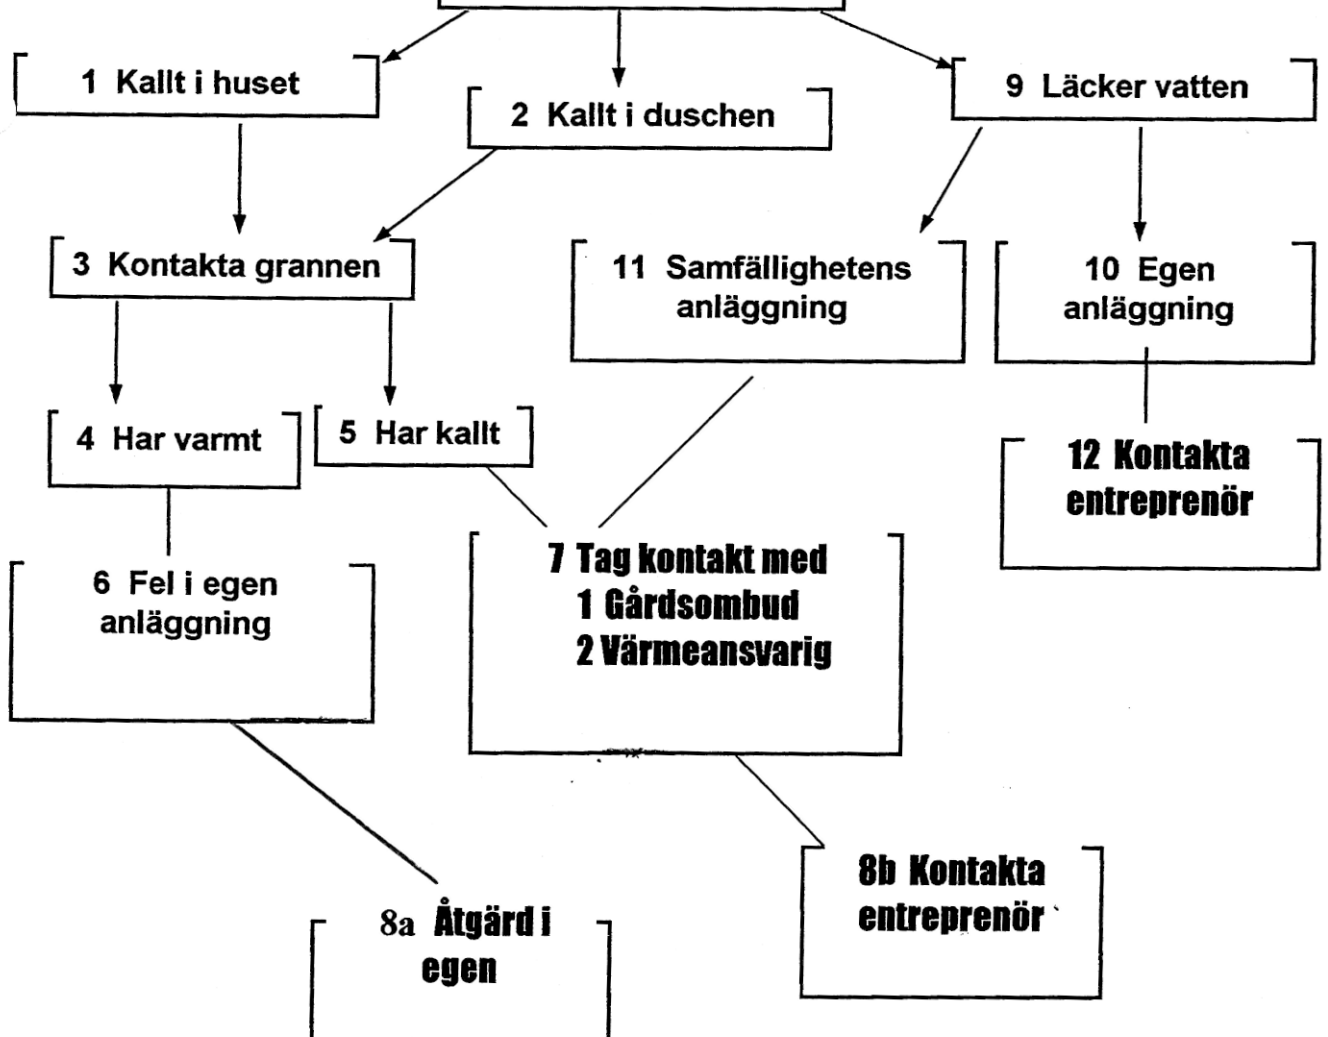 1 Kallt i huset
2 Kallt i duschen
9 Läcker vatten
3 Kontakta grannen
11 Samfällighetens
anläggning
10 Egen
anläggning
4 Har varmt
5 Har kallt
12 Kontakta
entreprenör
6 Fel i egen
anläggning
7 Tag kontakt med
1 Gårdsombud
2 Värmeansvarig
8a Åtgärd i
egen
8b Kontakta
entreprenör